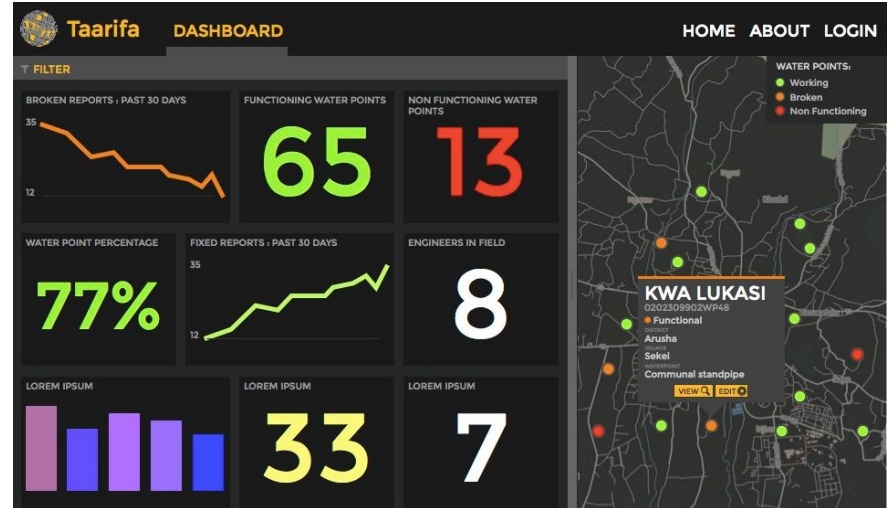 Taarifa
DASHBOARD
HOME ABOUT LOGIN
FILTER
BROKEN REPORTS : PAST 30 DAYS
35
12
FUNCTIONING WATER POINTS
65
NON FUNCTIONING WATER
POINTS
13
WATER POINT PERCENTAGE
77%
FIXED REPORTS : PAST 30 DAYS
35
12
ENGINEERS IN FIELD
8
LOREM IPSUM
LOREM IPSUM
33
LOREM IPSUM
7
WATER POINTS:
Working
Broken
Non Functioning
KWA LUKASI
0202309902WP48
Functional
DISTRICT
Arusha
VILLAGE
Sekei
WATERPOINT
Communal standpipe
VIEW
EDIT